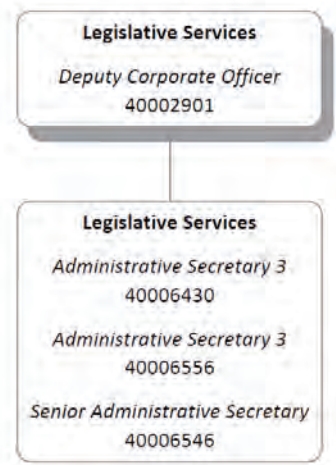 Legislative Services
Deputy Corporate Officer
40002901
Legislative Services
Administrative Secretary 3
40006430
Administrative Secretary 3
40006556
Senior Administrative Secretary
40006546